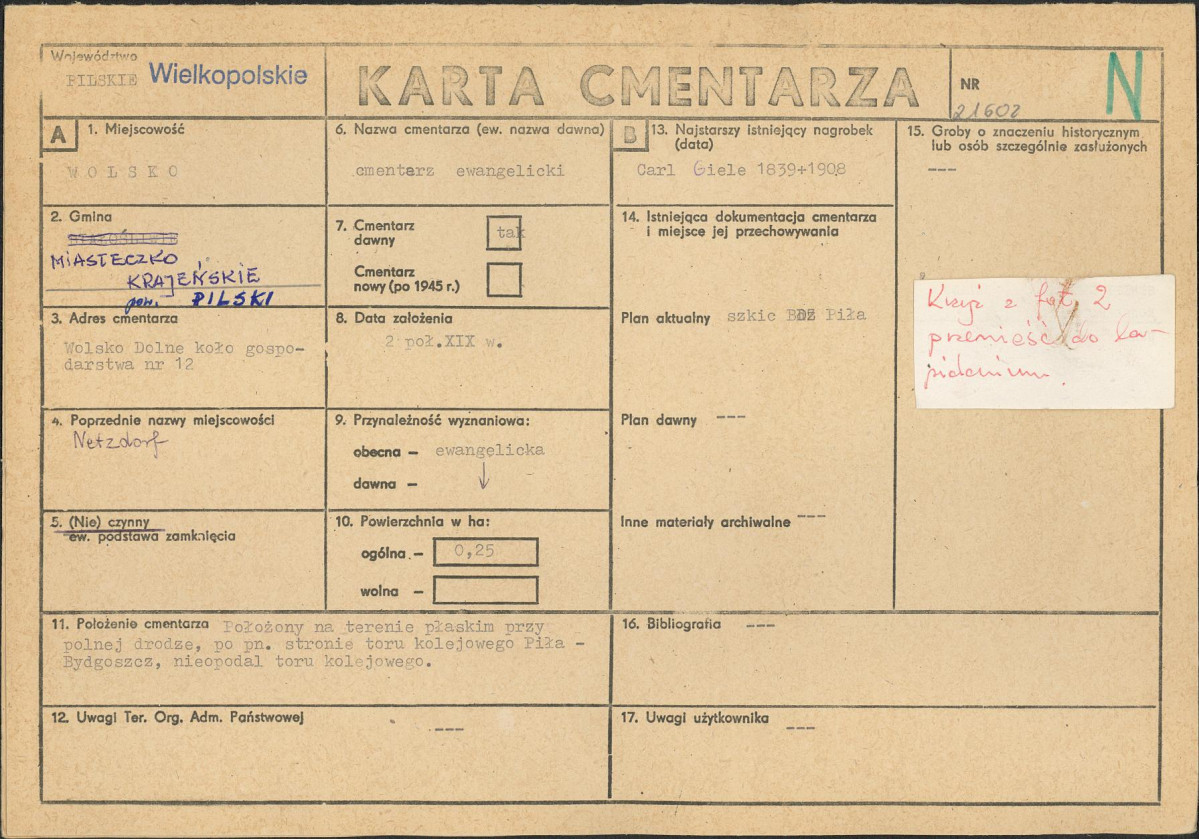 Województwo
PILSKIE Wielkopolskie
KARTA CMENTARZA
NR
21602
N
A
1. Miejscowość
WOLSKO
2. Gmina
MIASTECZKO
KRAJEŃSKIE
pow. PILSKI
3. Adres cmentarza
Wolsko Dolne koło gospo-
darstwa nr 12
4. Poprzednie nazwy miejscowości
Netzdorf
5. (Nie) czynny
ew. podstawa zamknięcia
6. Nazwa cmentarza (ew. nazwa dawna)
cmentarz ewangelicki
7. Cmentarz
dawny
tak
Cmentarz
nowy (po 1945 r.)
8. Data założenia
2 poł.XIX w.
9. Przynależność wyznaniowa:
obecna – ewangelicka
dawna – ↓
10. Powierzchnia w ha:
ogólna – 0,25
wolna –
11. Położenie cmentarza Położony na terenie płaskim przy
polnej drodze, po pn. stronie toru kolejowego Piła -
Bydgoszcz, nieopodal toru kolejowego.
12. Uwagi Ter. Org. Adm. Państwowej
---
B
13. Najstarszy istniejący nagrobek
(data)
Carl Giele 1839+1908
14. Istniejąca dokumentacja cmentarza
i miejsce jej przechowywania
Plan aktualny szkic BDZ Piła
Plan dawny ---
Inne materiały archiwalne ---
15. Groby o znaczeniu historycznym
lub osób szczególnie zasłużonych
---
Krzyż z fot. 2
przenieść do la-
pidarium.
16. Bibliografia ---
17. Uwagi użytkownika ---